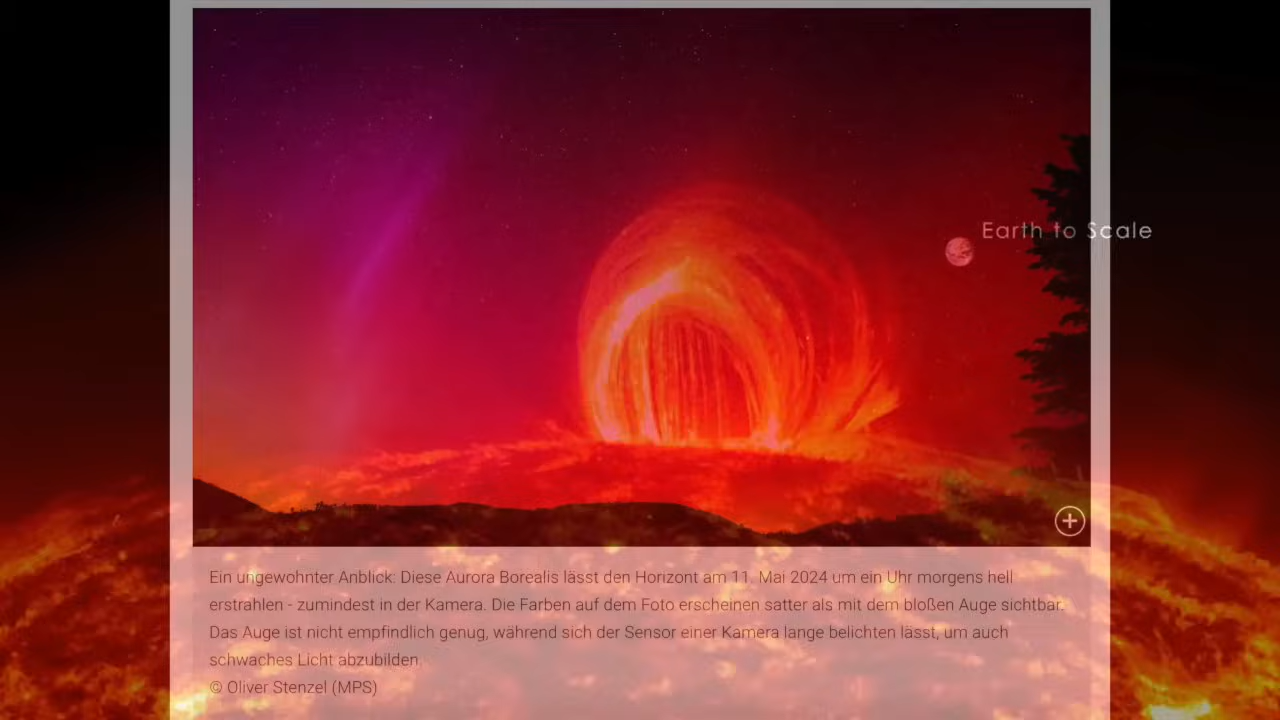 Earth to Scale
Ein ungewohnter Anblick: Diese Aurora Borealis lässt den Horizont am 11. Mai 2024 um ein Uhr morgens hell
erstrahlen - zumindest in der Kamera. Die Farben auf dem Foto erscheinen satter als mit dem bloßen Auge sichtbar.
Das Auge ist nicht empfindlich genug, während sich der Sensor einer Kamera lange belichten lässt, um auch
schwaches Licht abzubilden.
© Oliver Stenzel (MPS)